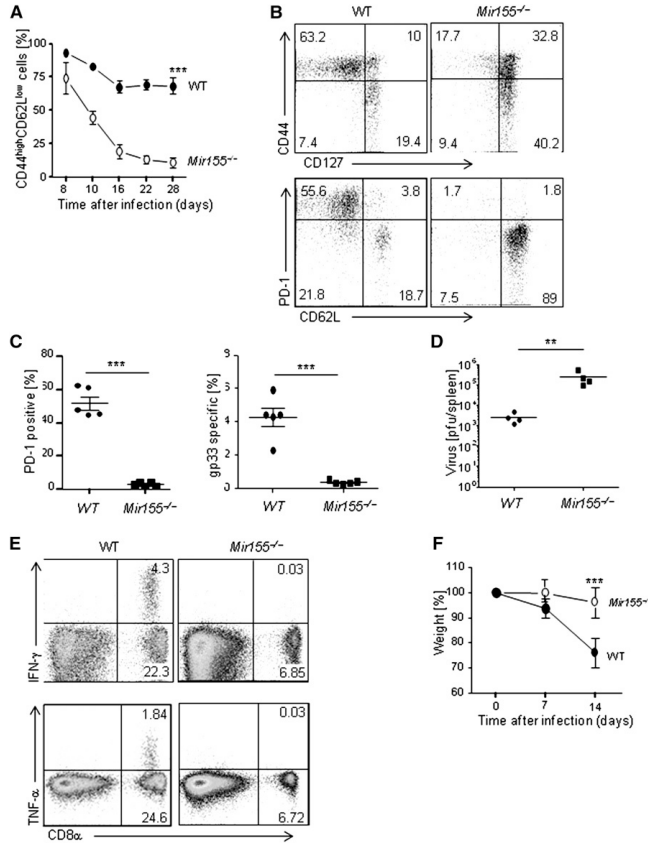 A
CD44highCD62Llow cells [%]
100
75
50
25
0
***
WT
Mir155–/–
8 10 16 22 28
Time after infection (days)
B
WT Mir155–/–
63.2 10
7.4 19.4
17.7 32.8
9.4 40.2
CD44
CD127
55.6 3.8
21.8 18.7
1.7 1.8
7.5 89
PD-1
CD62L
C
PD-1 positive [%]
80
60
40
20
0
***
WT Mir155–/–
gp33 specific [%]
8
6
4
2
0
***
WT Mir155–/–
D
Virus [pfu/spleen]
10⁶
10⁵
10⁴
10³
10²
10¹
10⁰
**
WT Mir155–/–
E
WT Mir155–/–
4.3
22.3
0.03
6.85
IFN-γ
1.84
24.6
0.03
6.72
TNF-α
CD8α
F
Weight [%]
110
100
90
80
70
60
***
Mir155–
WT
0 7 14
Time after infection (days)